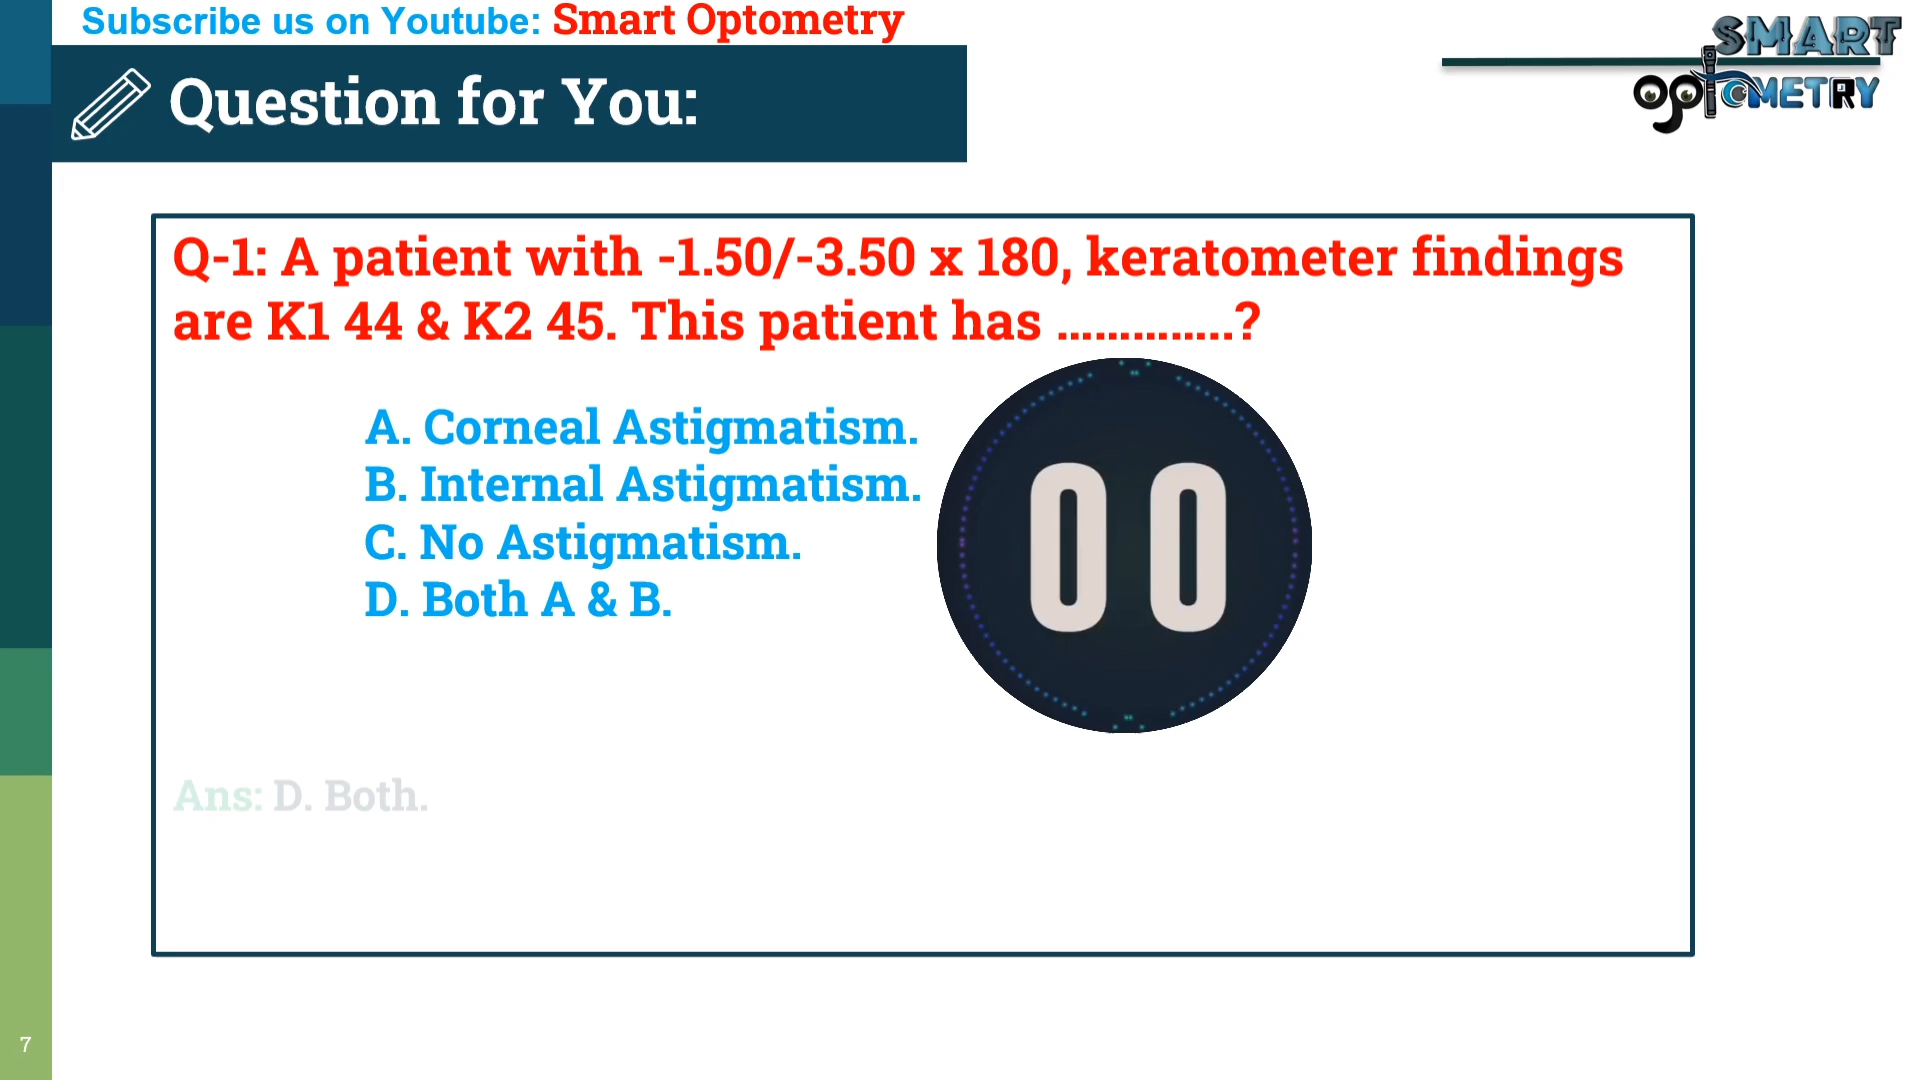 Subscribe us on Youtube: Smart Optometry
SMART
OPTOMETRY
Question for You:
Q-1: A patient with -1.50/-3.50 x 180, keratometer findings
are K1 44 & K2 45. This patient has ..............?
A. Corneal Astigmatism.
B. Internal Astigmatism.
C. No Astigmatism.
D. Both A & B.
00
Ans: D. Both.
7